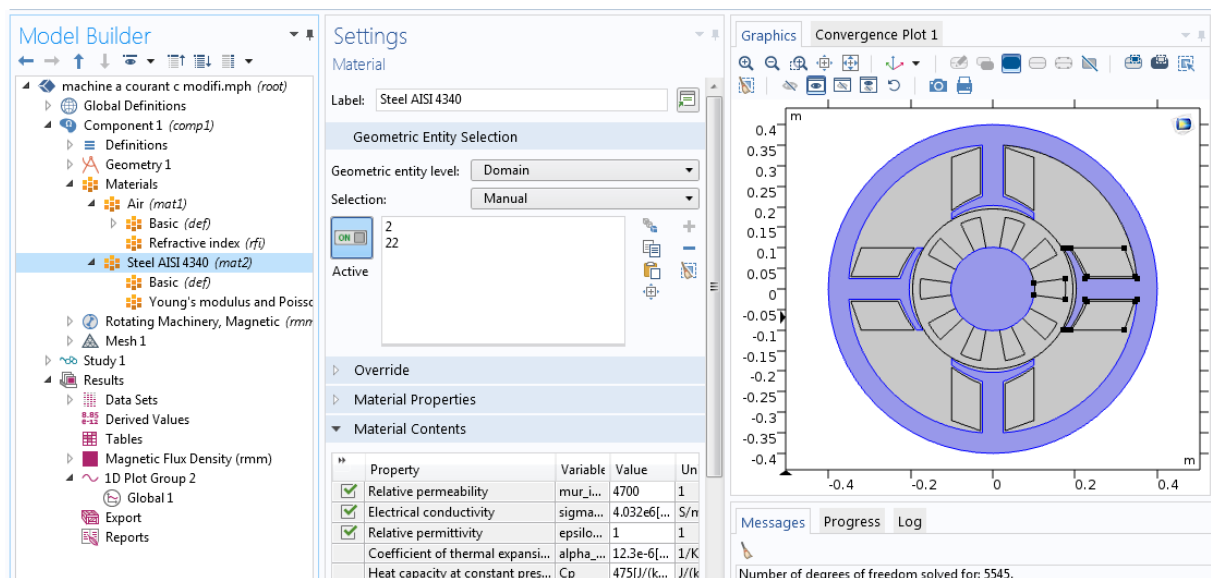 Model Builder
machine a courant c modifi.mph (root)
Global Definitions
Component 1 (comp1)
Definitions
Geometry 1
Materials
Air (mat1)
Basic (def)
Refractive index (rfi)
Steel AISI 4340 (mat2)
Basic (def)
Young's modulus and Poissc
Rotating Machinery, Magnetic (rmm
Mesh 1
Study 1
Results
Data Sets
8.85
e-12
Derived Values
Tables
Magnetic Flux Density (rmm)
1D Plot Group 2
Global 1
Export
Reports
Settings
Material
Label: Steel AISI 4340
Geometric Entity Selection
Geometric entity level: Domain
Selection: Manual
ON
Active
2
22
Override
Material Properties
Material Contents
Property Variable Value Un
Relative permeability mur_i... 4700 1
Electrical conductivity sigma... 4.032e6[... S/m
Relative permittivity epsilo... 1 1
Coefficient of thermal expansi... alpha_... 12.3e-6[... 1/K
Heat capacity at constant pres... Cp 475[J/(k... J/(k
Graphics Convergence Plot 1
m
0.4
0.35
0.3
0.25
0.2
0.15
0.1
0.05
0
-0.05
-0.1
-0.15
-0.2
-0.25
-0.3
-0.35
-0.4
m
-0.4 -0.2 0 0.2 0.4
Messages Progress Log
Number of degrees of freedom solved for: 5545.